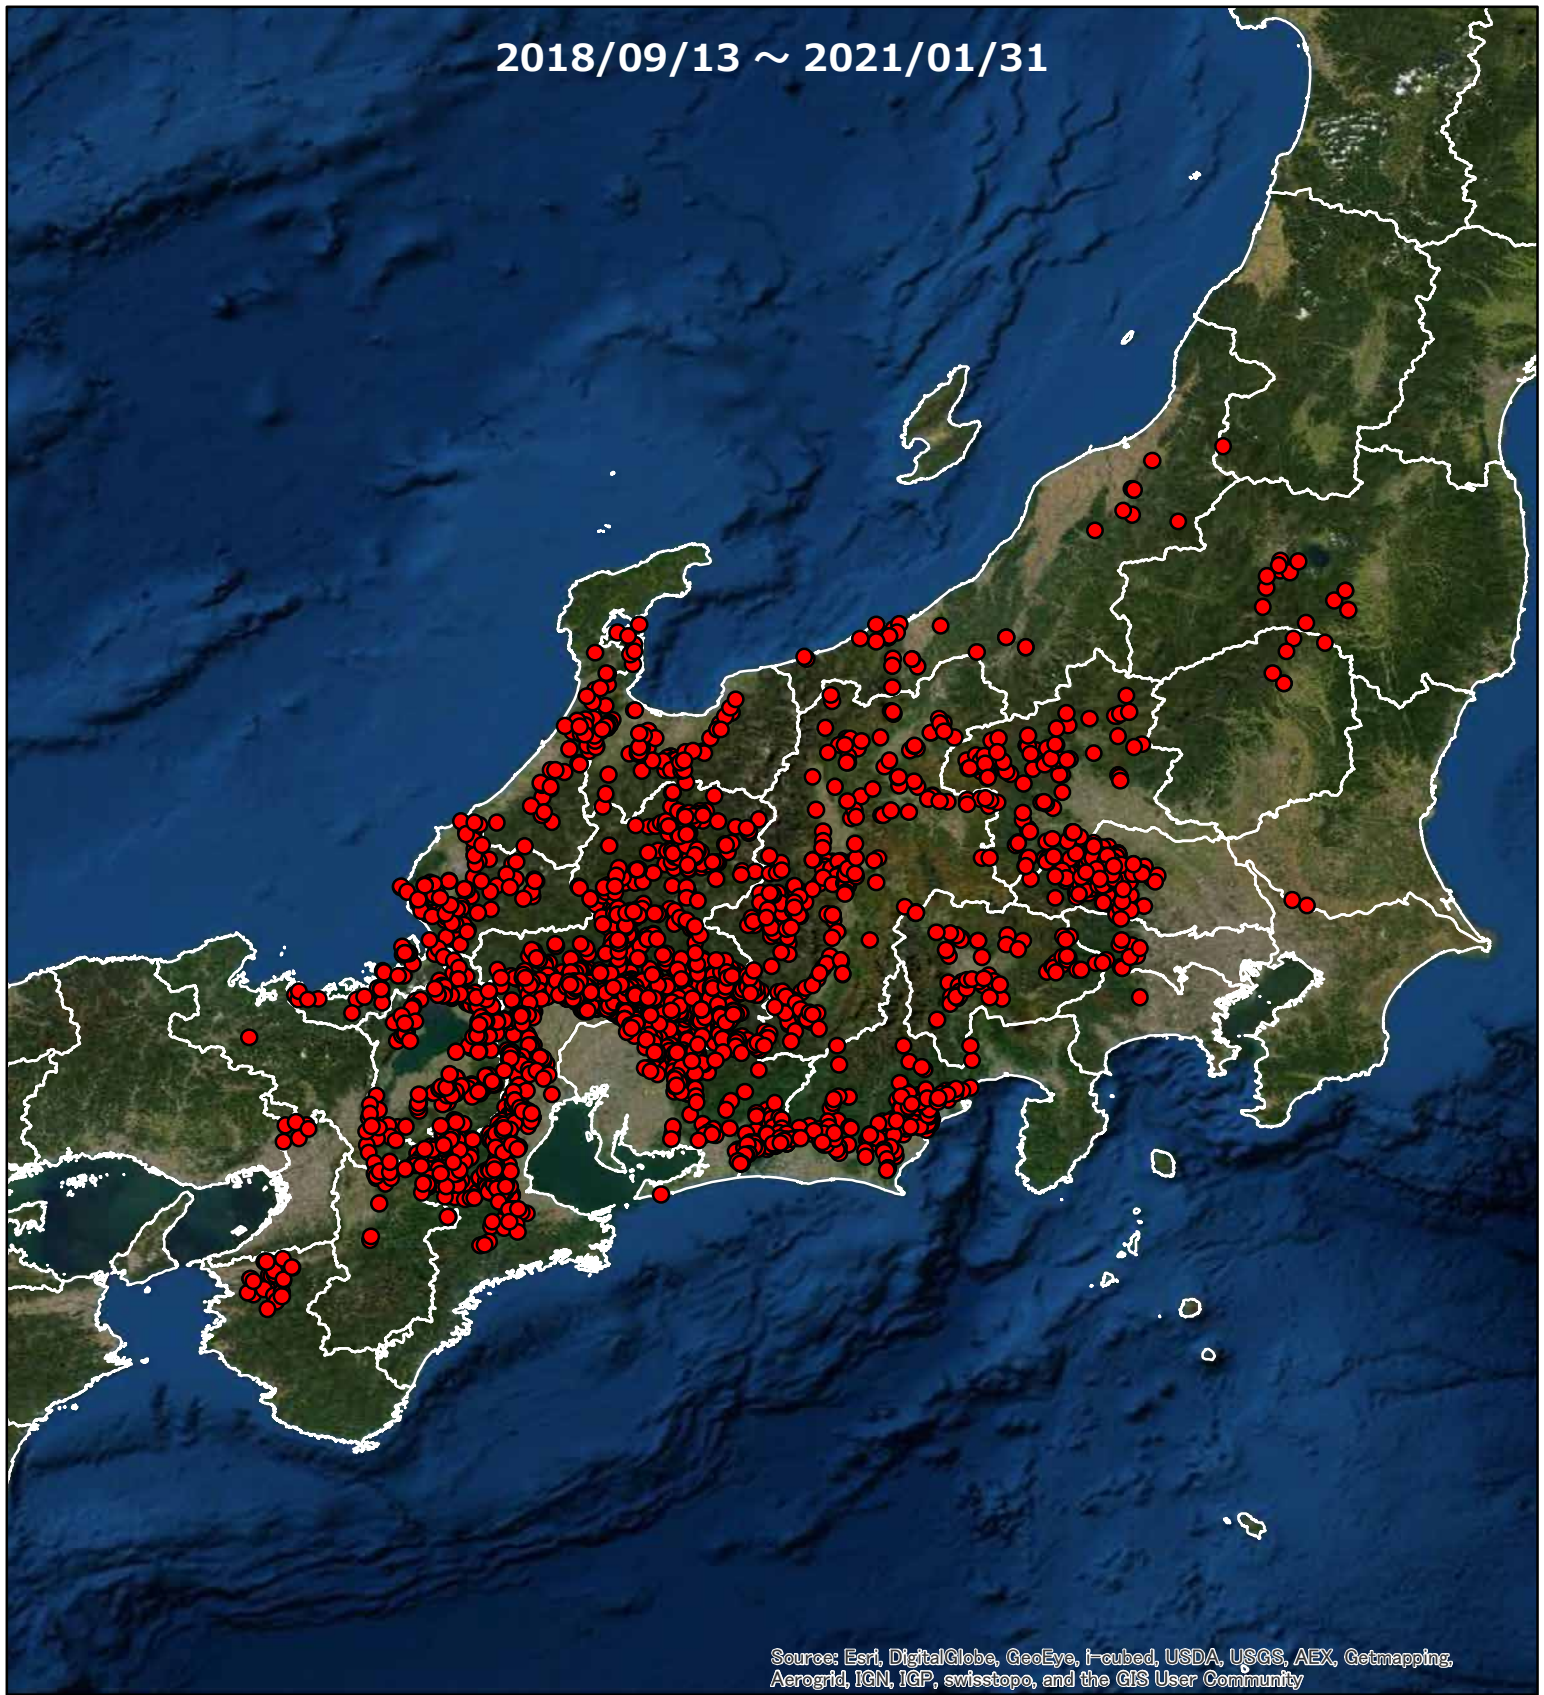 2018/09/13 ～ 2021/01/31
Source: Esri, DigitalGlobe, GeoEye, i-cubed, USDA, USGS, AEX, Getmapping,
Aerogrid, IGN, IGP, swisstopo, and the GIS User Community